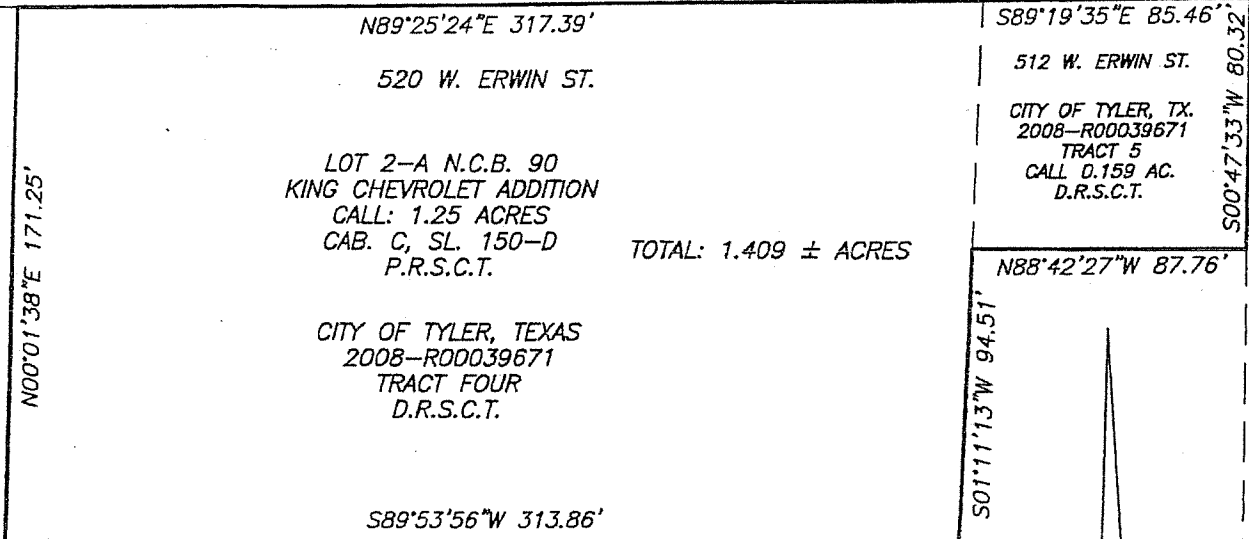 N89°25'24"E 317.39'
520 W. ERWIN ST.
N00°01'38"E 171.25'
LOT 2-A N.C.B. 90
KING CHEVROLET ADDITION
CALL: 1.25 ACRES
CAB. C, SL. 150-D
P.R.S.C.T.
TOTAL: 1.409 ± ACRES
CITY OF TYLER, TEXAS
2008-R00039671
TRACT FOUR
D.R.S.C.T.
S89°53'56"W 313.86'
S89°19'35"E 85.46'
512 W. ERWIN ST.
CITY OF TYLER, TX.
2008-R00039671
TRACT 5
CALL 0.159 AC.
D.R.S.C.T.
S00°47'33"W 80.32'
N88°42'27"W 87.76'
S01°11'13"W 94.51'